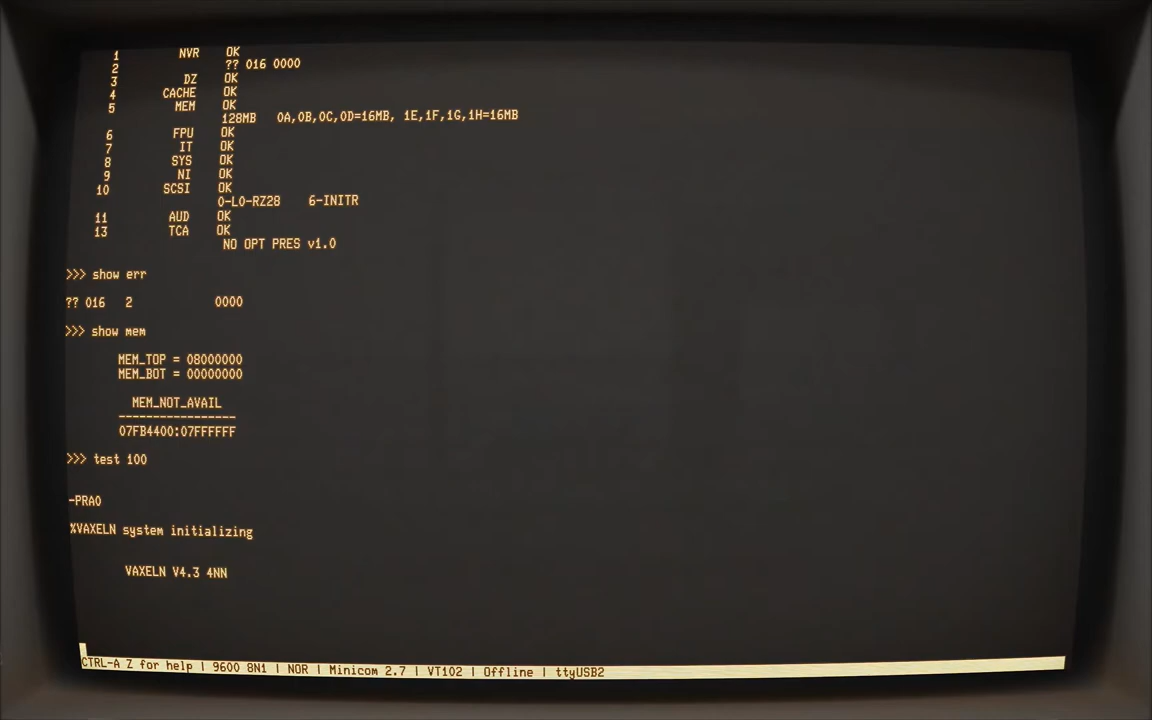 1 NVR OK
2 ?? 016 0000
3 DZ OK
4 CACHE OK
5 MEM OK
128MB 0A,0B,0C,0D=16MB, 1E,1F,1G,1H=16MB
6 FPU OK
7 IT OK
8 SYS OK
9 NI OK
10 SCSI OK
0-L0-RZ28 6-INITR
11 AUD OK
13 TCA OK
NO OPT PRES v1.0
>>> show err
?? 016 2 0000
>>> show mem
MEM_TOP = 08000000
MEM_BOT = 00000000
MEM_NOT_AVAIL
-----------------
07FB4400:07FFFFFF
>>> test 100
-PRA0
%VAXELN system initializing
VAXELN V4.3 4NN
CTRL-A Z for help | 9600 8N1 | NOR | Minicom 2.7 | VT102 | Offline | ttyUSB2